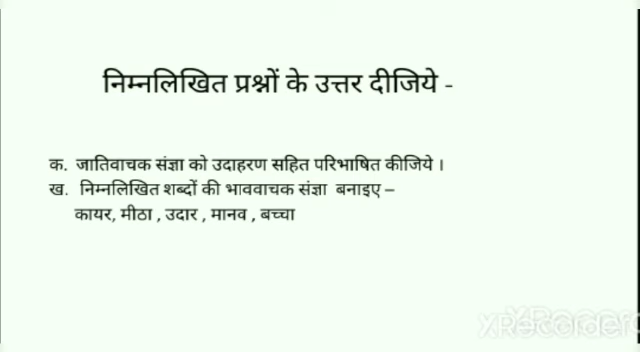 निम्नलिखित प्रश्नों के उत्तर दीजिये -
क. जातिवाचक संज्ञा को उदाहरण सहित परिभाषित कीजिये ।
ख. निम्नलिखित शब्दों की भाववाचक संज्ञा बनाइए –
कायर, मीठा , उदार , मानव , बच्चा
XRecorder